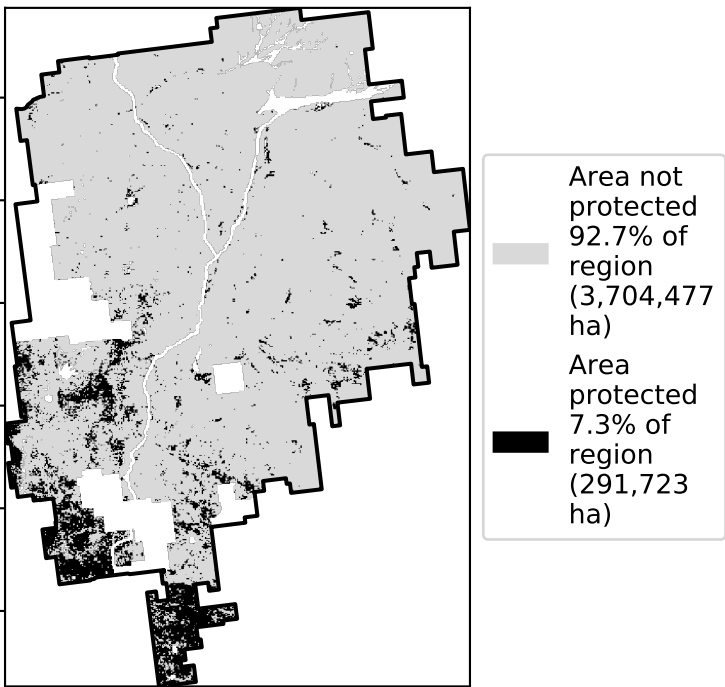 Area not
protected
92.7% of
region
(3,704,477
ha)
Area
protected
7.3% of
region
(291,723
ha)